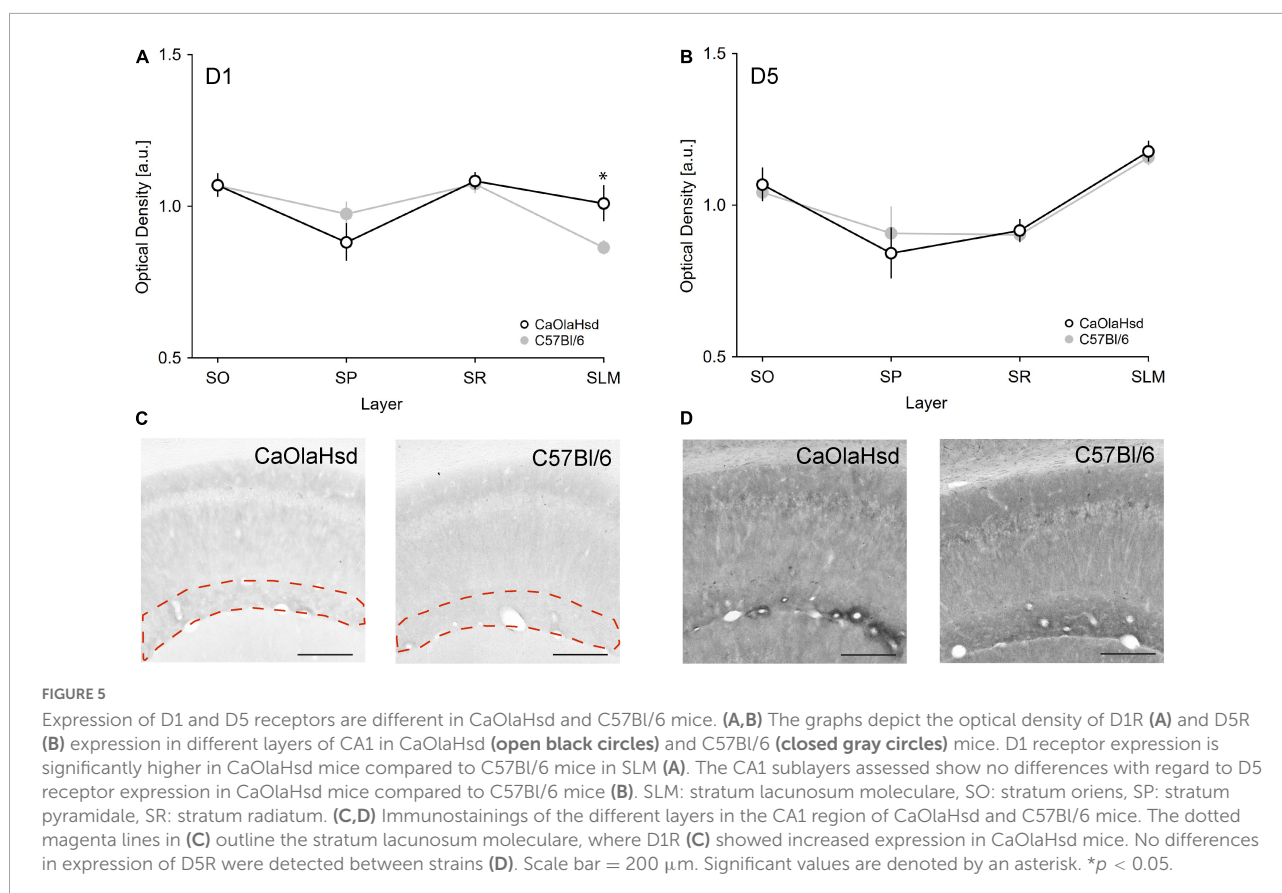 A
D1
1.5
1.0
0.5
Optical Density [a.u.]
*
CaOlaHsd
C57Bl/6
SO
SP
SR
SLM
Layer
B
D5
1.5
1.0
0.5
Optical Density [a.u.]
CaOlaHsd
C57Bl/6
SO
SP
SR
SLM
Layer
C
CaOlaHsd
C57Bl/6
D
CaOlaHsd
C57Bl/6
FIGURE 5
Expression of D1 and D5 receptors are different in CaOlaHsd and C57Bl/6 mice. (A,B) The graphs depict the optical density of D1R (A) and D5R
(B) expression in different layers of CA1 in CaOlaHsd (open black circles) and C57Bl/6 (closed gray circles) mice. D1 receptor expression is
significantly higher in CaOlaHsd mice compared to C57Bl/6 mice in SLM (A). The CA1 sublayers assessed show no differences with regard to D5
receptor expression in CaOlaHsd mice compared to C57Bl/6 mice (B). SLM: stratum lacunosum moleculare, SO: stratum oriens, SP: stratum
pyramidale, SR: stratum radiatum. (C,D) Immunostainings of the different layers in the CA1 region of CaOlaHsd and C57Bl/6 mice. The dotted
magenta lines in (C) outline the stratum lacunosum moleculare, where D1R (C) showed increased expression in CaOlaHsd mice. No differences
in expression of D5R were detected between strains (D). Scale bar = 200 μm. Significant values are denoted by an asterisk. *p < 0.05.